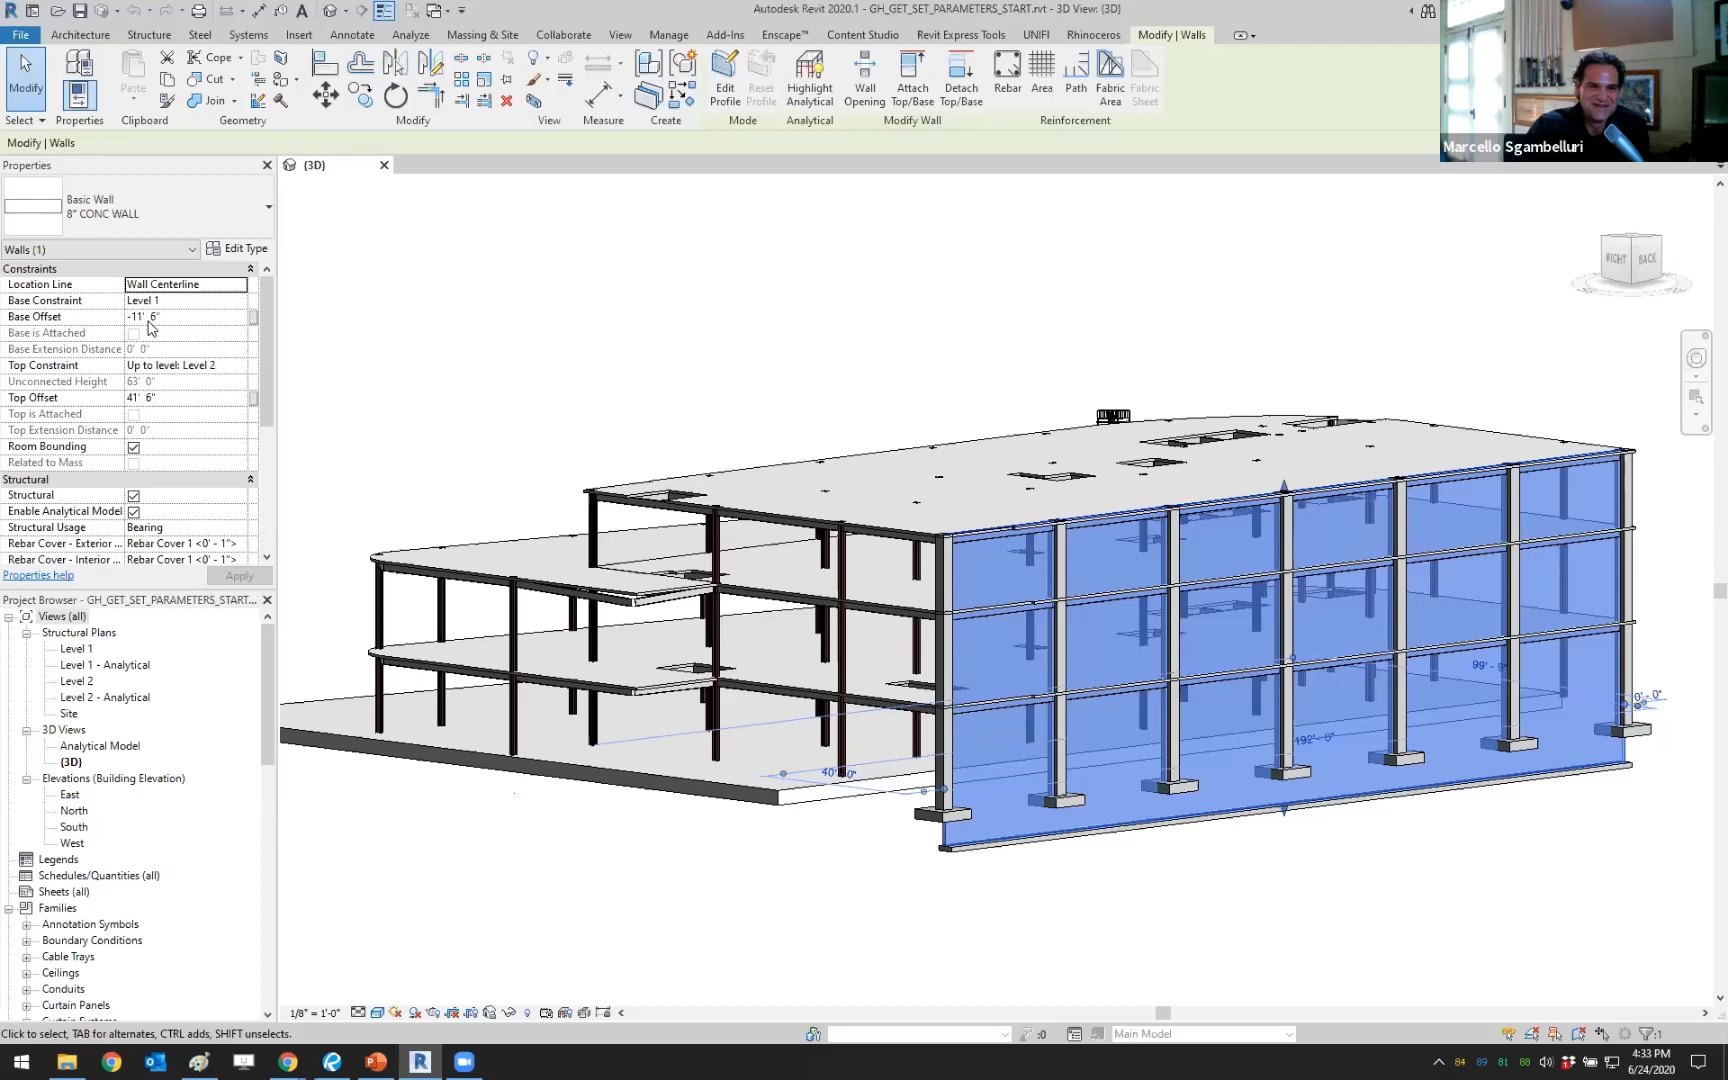 Autodesk Revit 2020.1 - GH_GET_SET_PARAMETERS_START.rvt - 3D View: {3D}
File Architecture Structure Steel Systems Insert Annotate Analyze Massing & Site Collaborate View Manage Add-Ins Enscape™ Content Studio Revit Express Tools UNIFI Rhinoceros Modify | Walls
Modify
Paste
Cope
Cut
Join
Edit Profile
Reset Profile
Highlight Analytical
Wall Opening
Attach Top/Base
Detach Top/Base
Rebar
Area
Path
Fabric Area
Fabric Sheet
Select Properties Clipboard Geometry Modify View Measure Create Mode Analytical Modify Wall Reinforcement
Marcello Sgambelluri
Modify | Walls
Properties
{3D}
Basic Wall
8" CONC WALL
Walls (1)
Edit Type
Constraints
Location Line Wall Centerline
Base Constraint Level 1
Base Offset -11' 6"
Base is Attached
Base Extension Distance 0' 0"
Top Constraint Up to level: Level 2
Unconnected Height 63' 0"
Top Offset 41' 6"
Top is Attached
Top Extension Distance 0' 0"
Room Bounding
Related to Mass
Structural
Structural
Enable Analytical Model
Structural Usage Bearing
Rebar Cover - Exterior ... Rebar Cover 1 <0' - 1">
Rebar Cover - Interior ... Rebar Cover 1 <0' - 1">
Properties help
Apply
Project Browser - GH_GET_SET_PARAMETERS_START...
Views (all)
Structural Plans
Level 1
Level 1 - Analytical
Level 2
Level 2 - Analytical
Site
3D Views
Analytical Model
{3D}
Elevations (Building Elevation)
East
North
South
West
Legends
Schedules/Quantities (all)
Sheets (all)
Families
Annotation Symbols
Boundary Conditions
Cable Trays
Ceilings
Conduits
Curtain Panels
RIGHT BACK
192' - 0"
1/8" = 1'-0"
Click to select, TAB for alternates, CTRL adds, SHIFT unselects.
:0
Main Model
:1
84 89 81 88
4:33 PM
6/24/2020